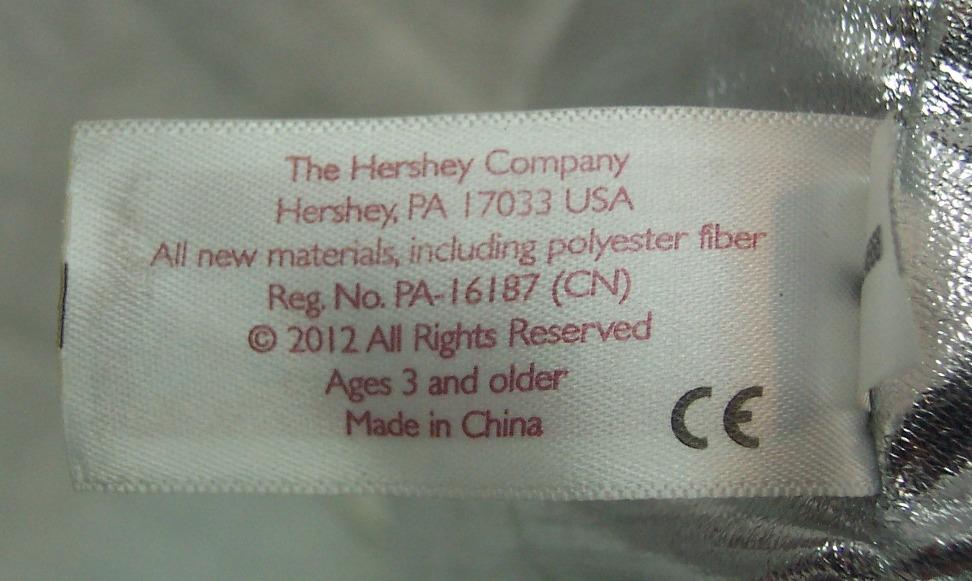 The Hershey Company
Hershey, PA 17033 USA
All new materials, including polyester fiber
Reg. No. PA-16187 (CN)
© 2012 All Rights Reserved
Ages 3 and older
Made in China
CE